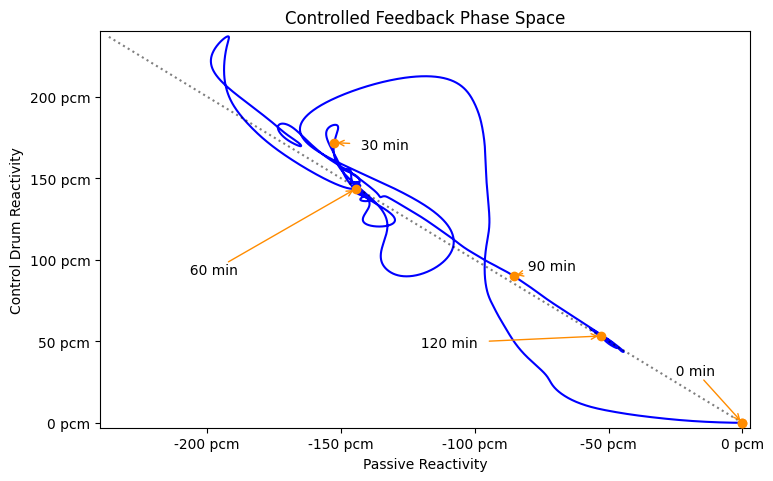 Controlled Feedback Phase Space
Control Drum Reactivity
200 pcm
150 pcm
100 pcm
50 pcm
0 pcm
30 min
60 min
90 min
120 min
0 min
-200 pcm
-150 pcm
-100 pcm
-50 pcm
0 pcm
Passive Reactivity